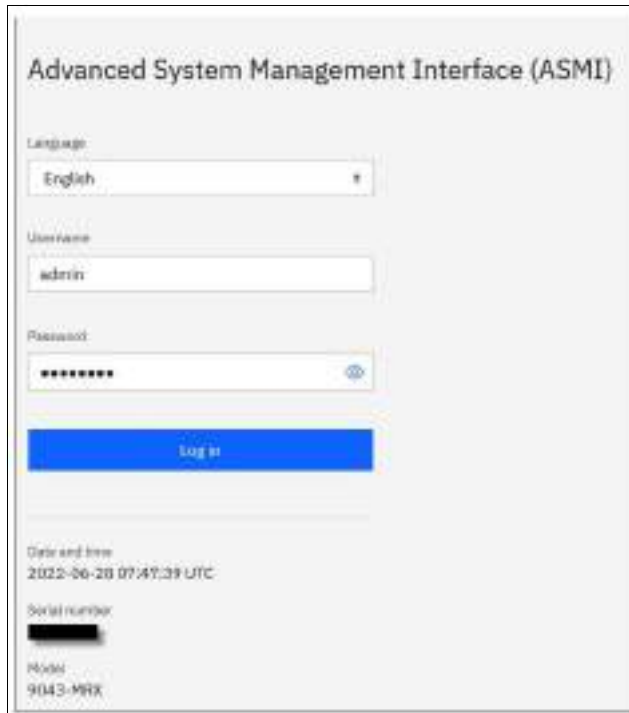 Advanced System Management Interface (ASMI)
Language
English
Username
admin
Password
••••••••
Log in
Date and time
2022-06-28 07:47:39 UTC
Serial number
Model
9043-MRX